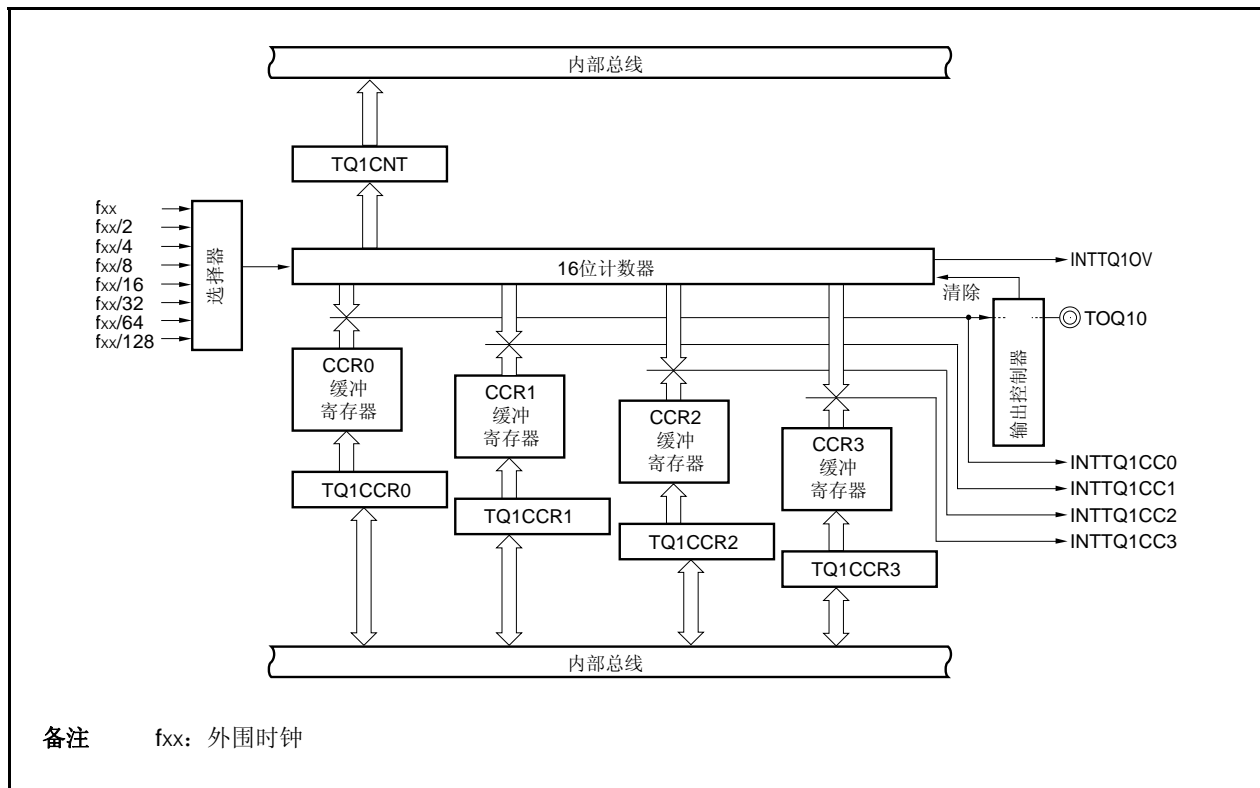 内部总线
TQ1CNT
fxx
fxx/2
fxx/4
fxx/8
fxx/16
fxx/32
fxx/64
fxx/128
选择器
16位计数器
INTTQ1OV
清除
TOQ10
输出控制器
CCR0
缓冲
寄存器
CCR1
缓冲
寄存器
CCR2
缓冲
寄存器
CCR3
缓冲
寄存器
INTTQ1CC0
INTTQ1CC1
INTTQ1CC2
INTTQ1CC3
TQ1CCR0
TQ1CCR1
TQ1CCR2
TQ1CCR3
内部总线
备注 fxx：外围时钟